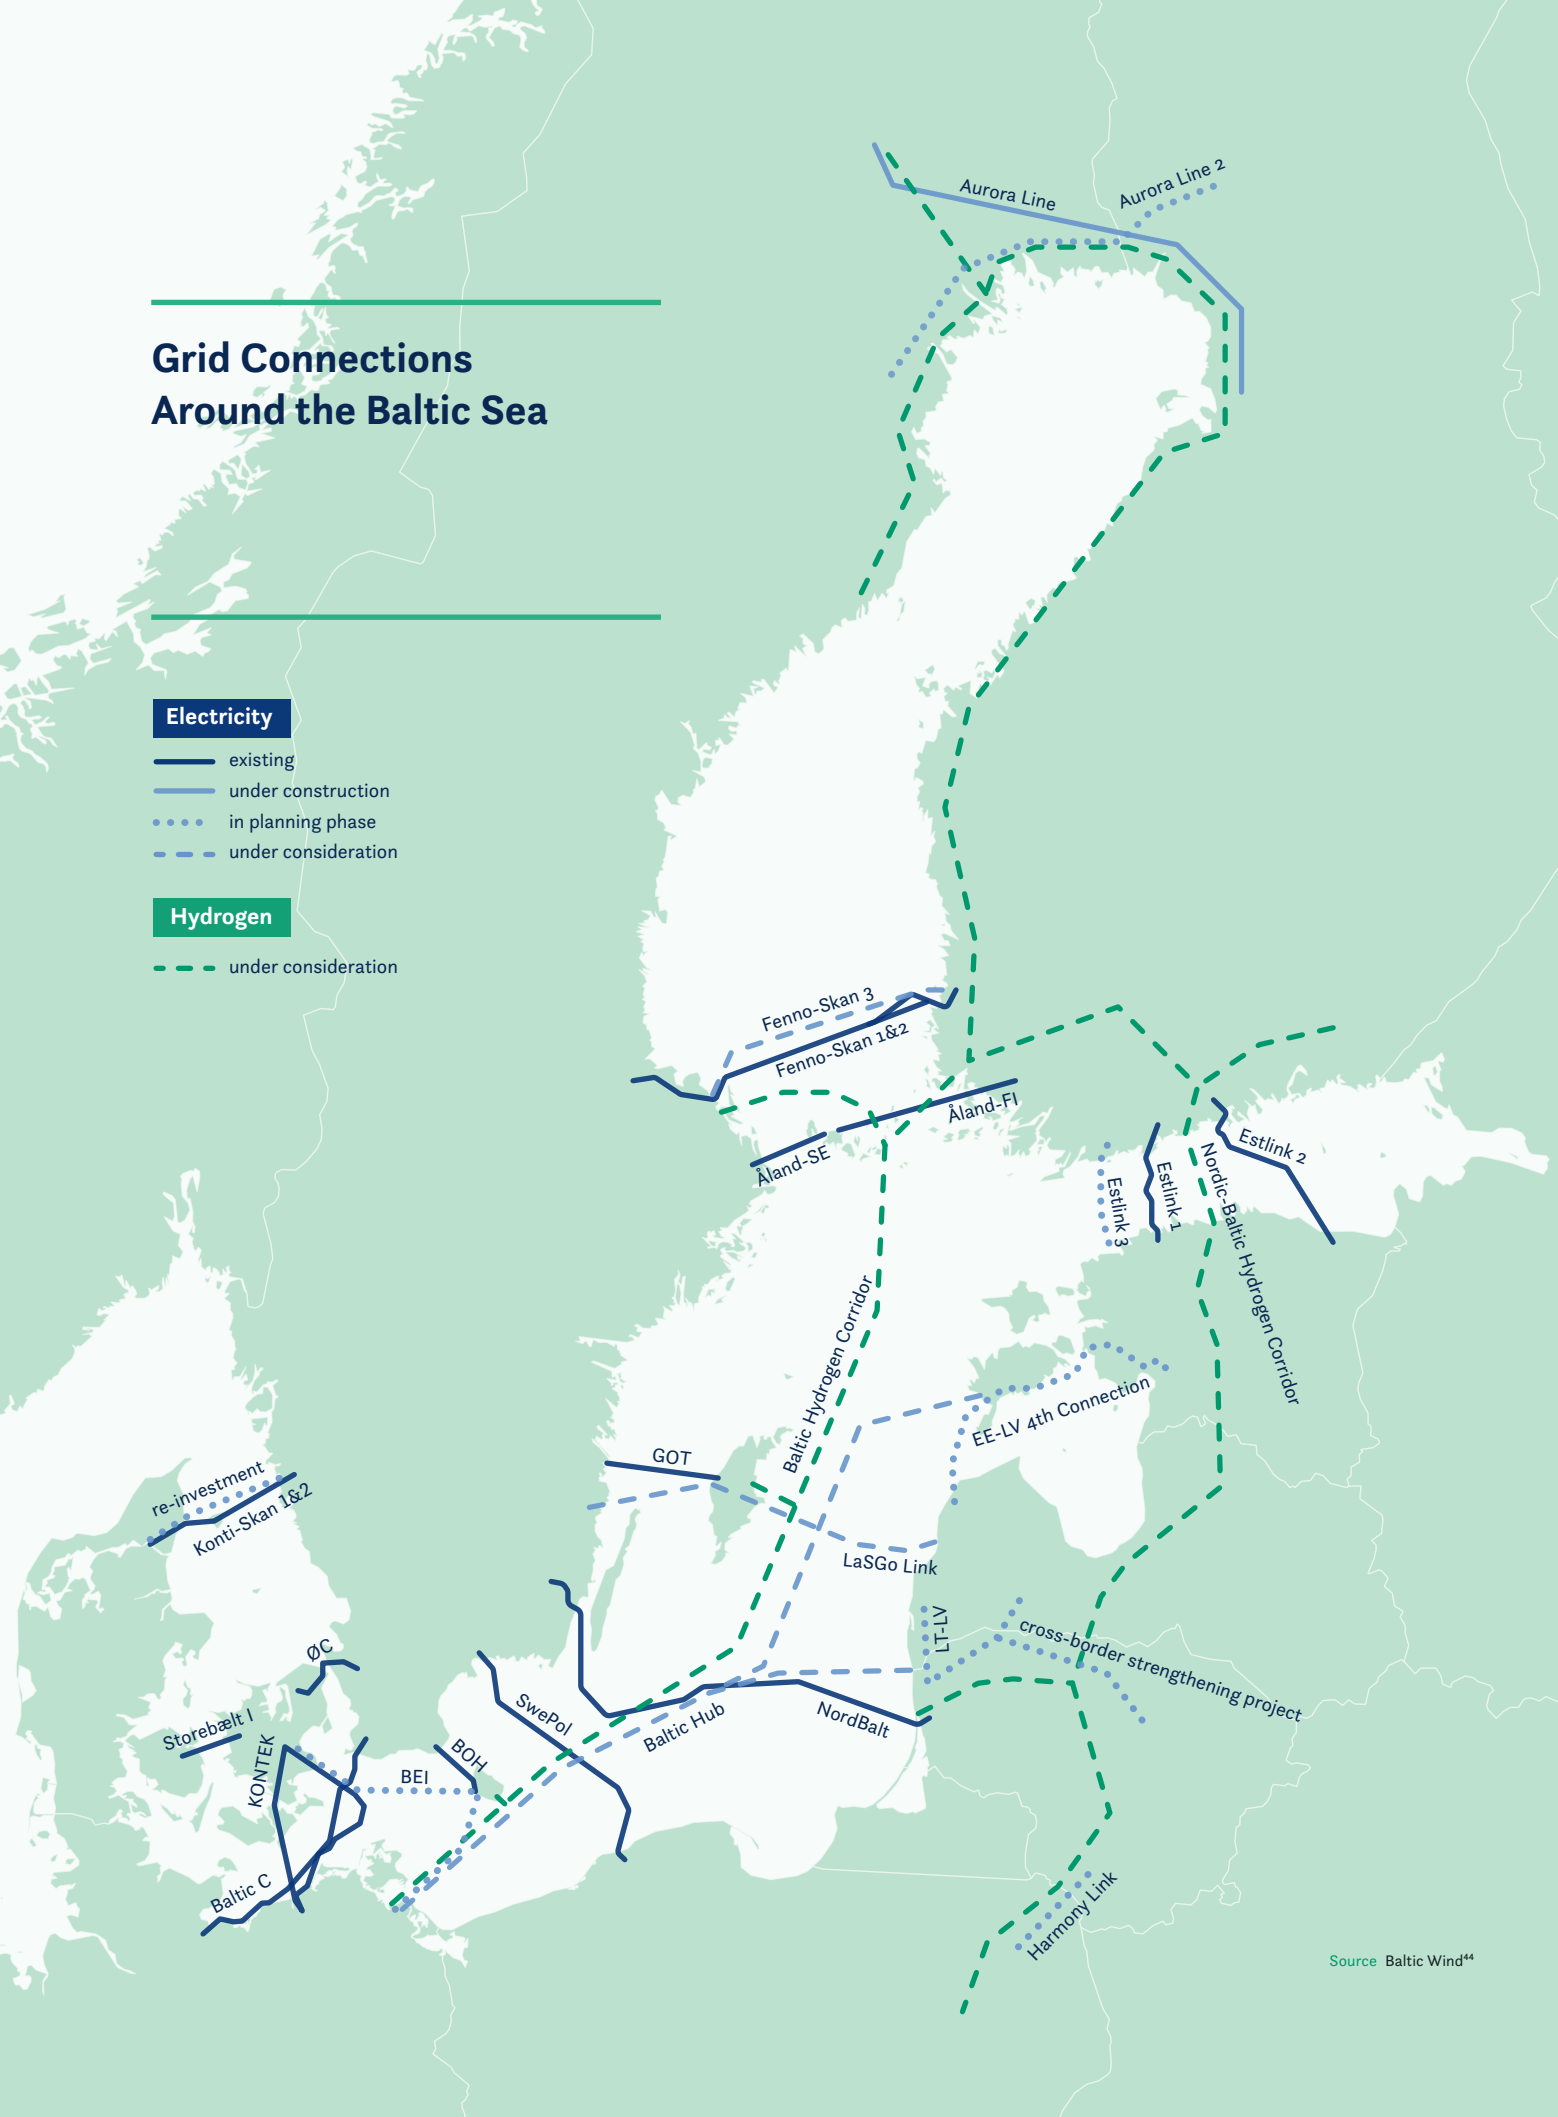 Grid Connections
Around the Baltic Sea
Electricity
existing
under construction
in planning phase
under consideration
Hydrogen
under consideration
Aurora Line
Aurora Line 2
Fenno-Skan 3
Fenno-Skan 1&2
Åland-FI
Åland-SE
Estlink 3
Estlink 1
Estlink 2
Nordic-Baltic Hydrogen Corridor
Baltic Hydrogen Corridor
EE-LV 4th Connection
GOT
LaSGo Link
re-investment
Konti-Skan 1&2
LT-LV
cross-border strengthening project
ØC
Storebælt I
KONTEK
BEI
BOH
SwePol
Baltic Hub
NordBalt
Baltic C
Harmony Link
Source Baltic Wind⁴⁴